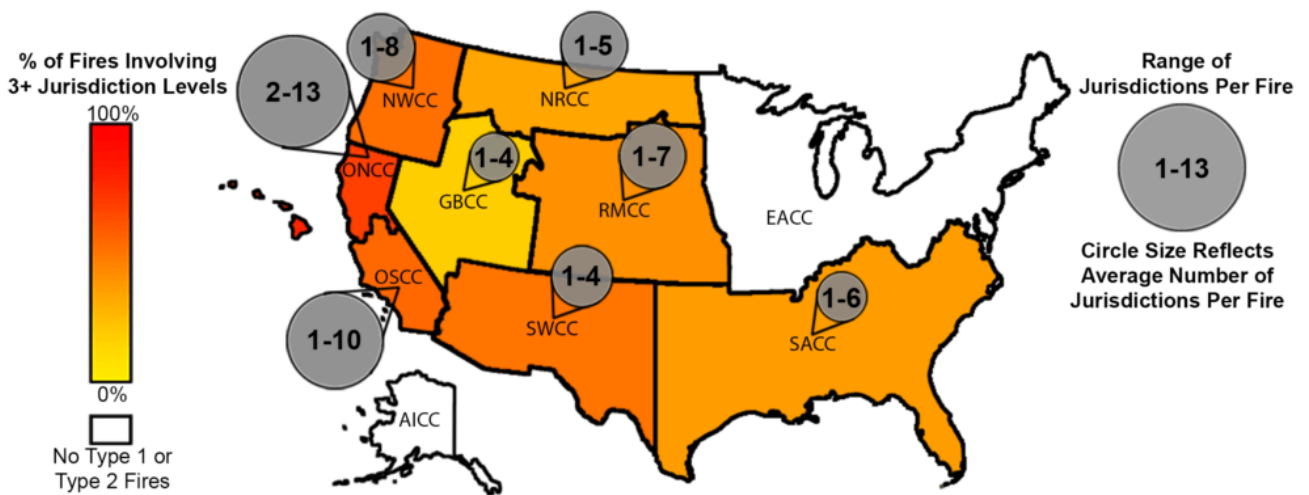 % of Fires Involving
3+ Jurisdiction Levels
100%
0%
No Type 1 or
Type 2 Fires
1-8
NWCC
2-13
ONCC
1-5
NRCC
1-4
GBCC
1-7
RMCC
EACC
OSCC
1-10
1-4
SWCC
1-6
SACC
AICC
Range of
Jurisdictions Per Fire
1-13
Circle Size Reflects
Average Number of
Jurisdictions Per Fire